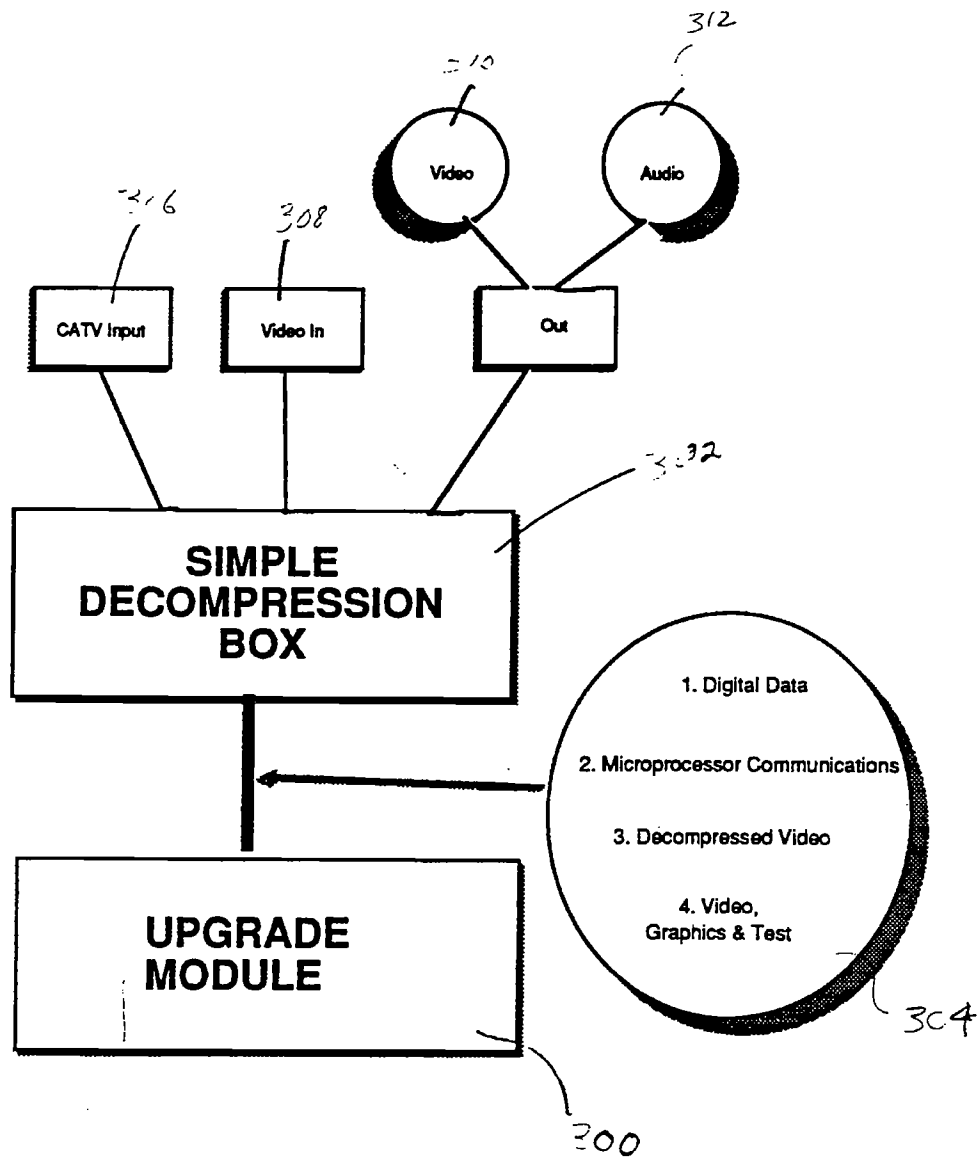 312
Video
Audio
308
CATV Input
Video In
Out
SIMPLE
DECOMPRESSION
BOX
1. Digital Data
2. Microprocessor Communications
3. Decompressed Video
4. Video,
Graphics & Test
UPGRADE
MODULE
304
300